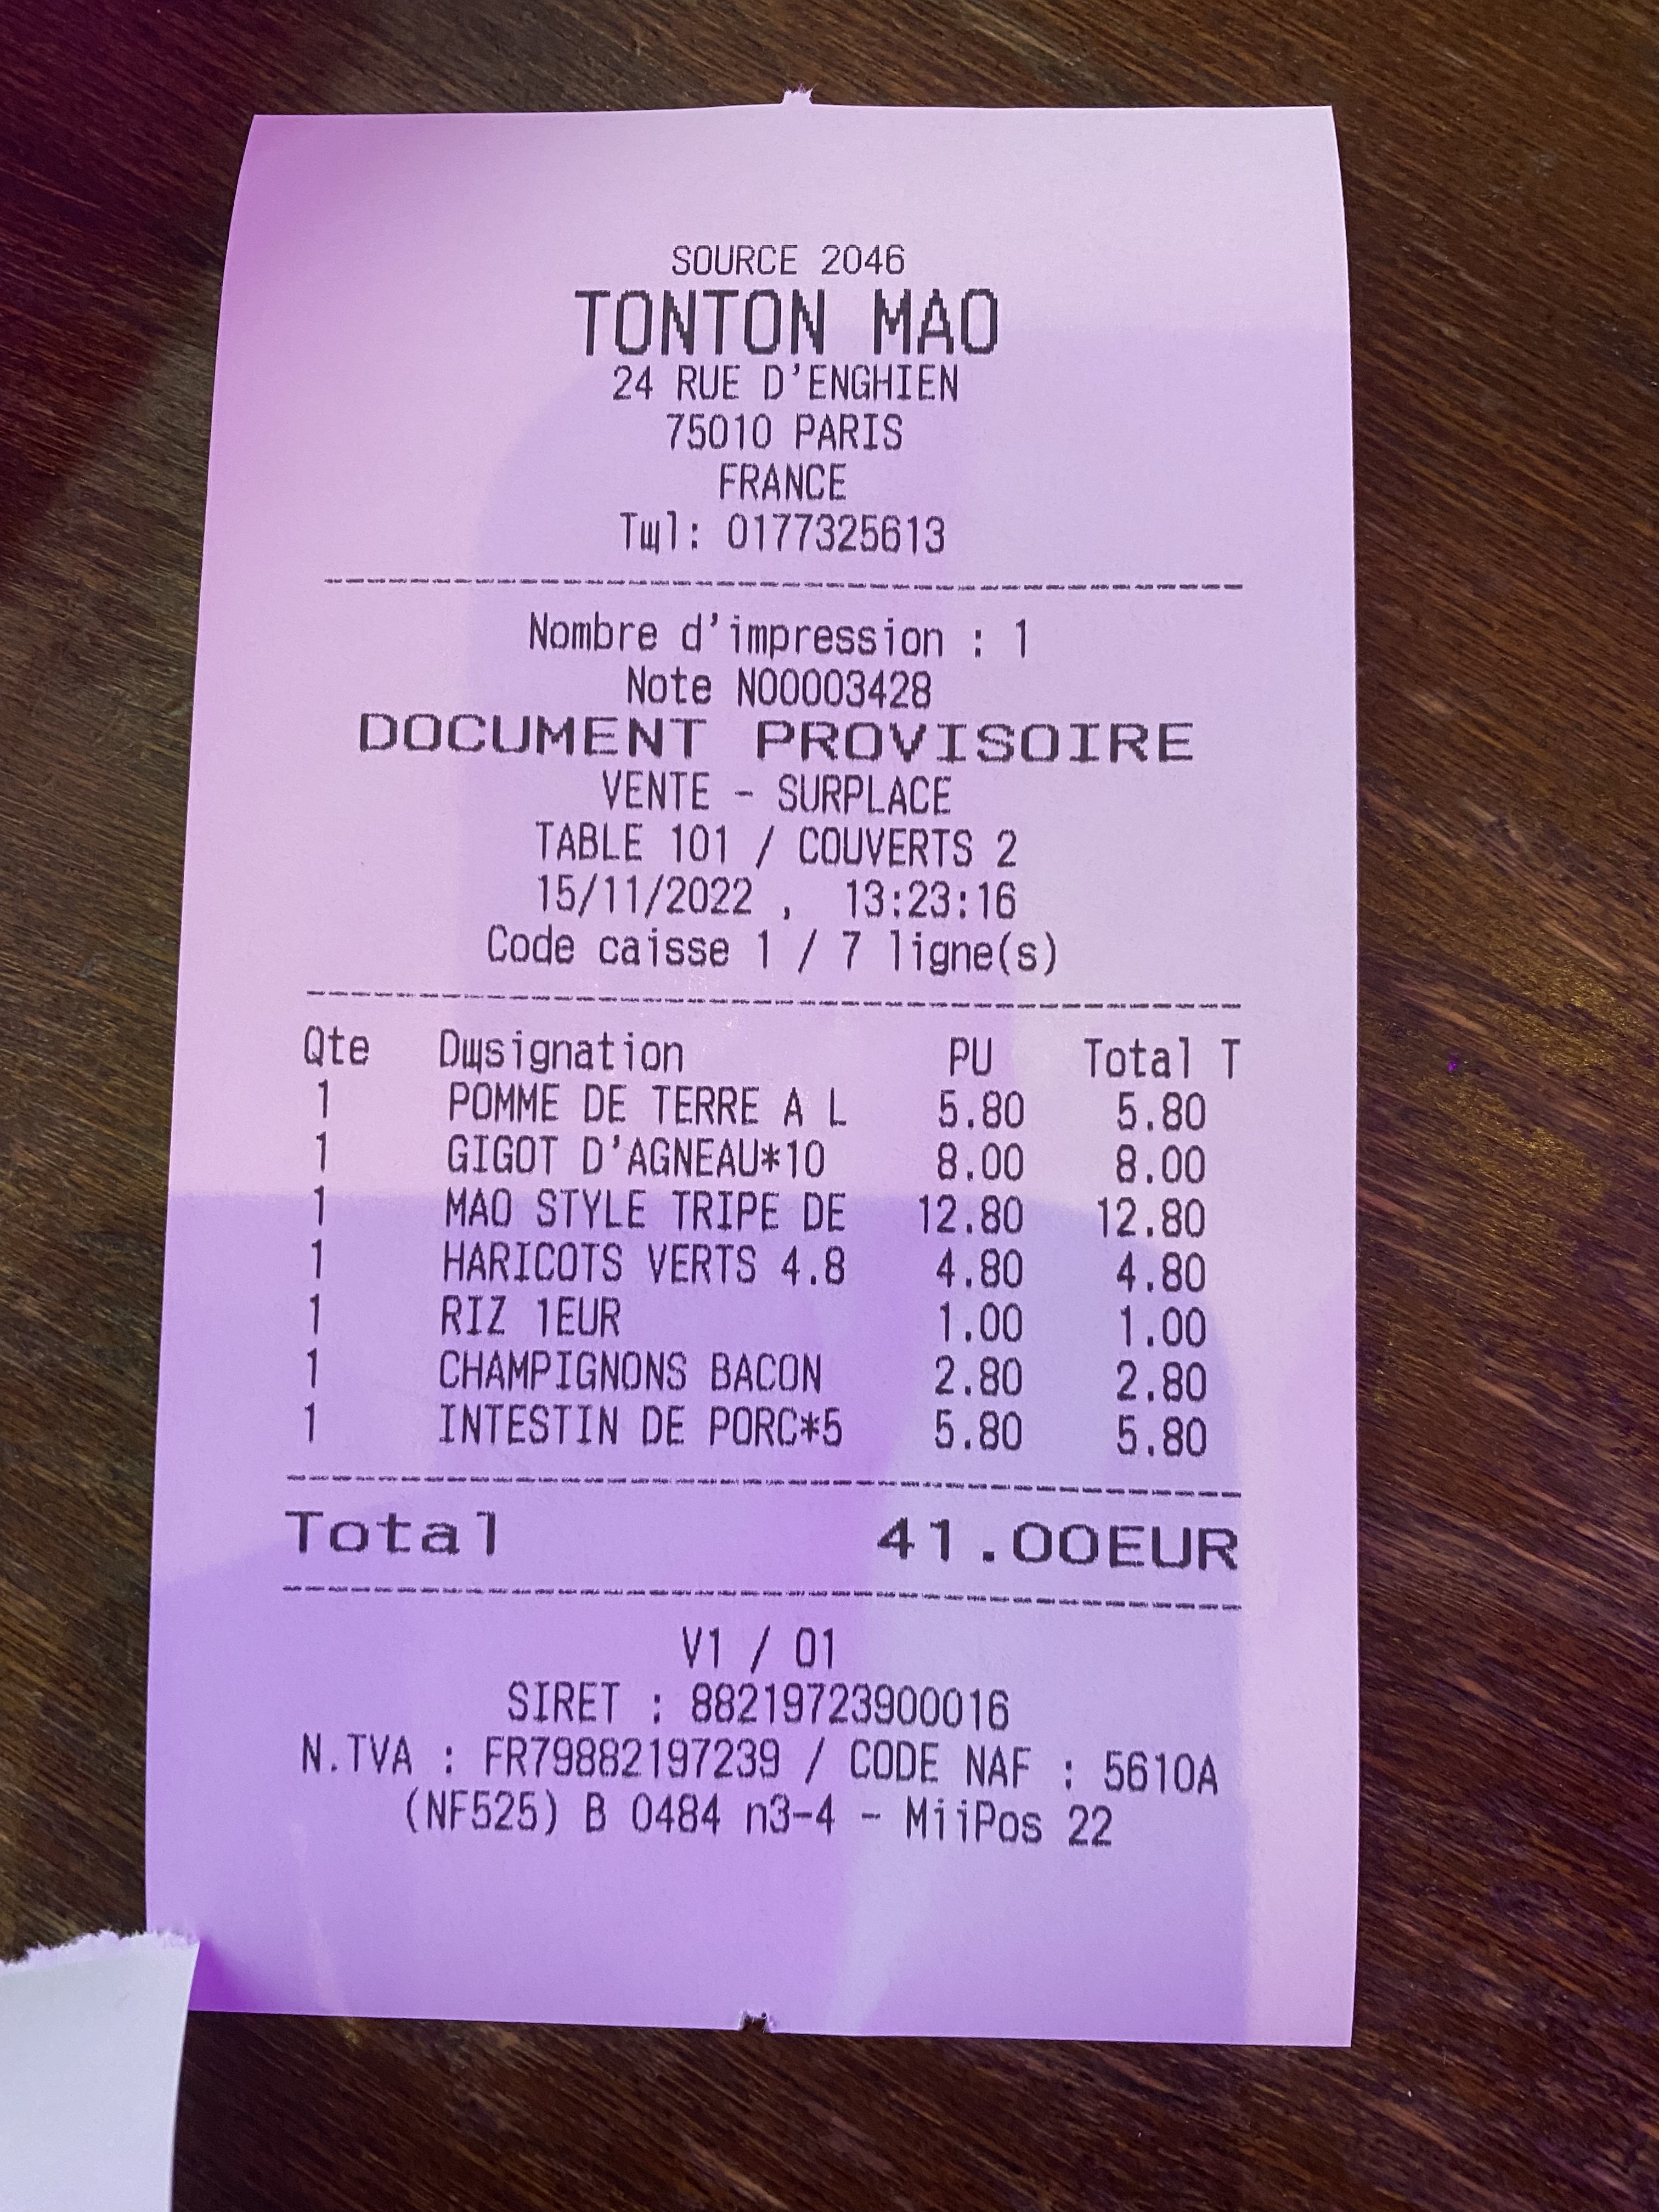 SOURCE 2046
TONTON MAO
24 RUE D'ENGHIEN
75010 PARIS
FRANCE
Twl: 0177325613
Nombre d'impression : 1
Note N00003428
DOCUMENT PROVISOIRE
VENTE - SURPLACE
TABLE 101 / COUVERTS 2
15/11/2022 , 13:23:16
Code caisse 1 / 7 ligne(s)
Qte Dщsignation PU Total T
1 POMME DE TERRE A L 5.80 5.80
1 GIGOT D'AGNEAU*10 8.00 8.00
1 MAO STYLE TRIPE DE 12.80 12.80
1 HARICOTS VERTS 4.8 4.80 4.80
1 RIZ 1EUR 1.00 1.00
1 CHAMPIGNONS BACON 2.80 2.80
1 INTESTIN DE PORC*5 5.80 5.80
Total 41.00EUR
V1 / 01
SIRET : 88219723900016
N.TVA : FR79882197239 / CODE NAF : 5610A
(NF525) B 0484 n3-4 - MiiPos 22